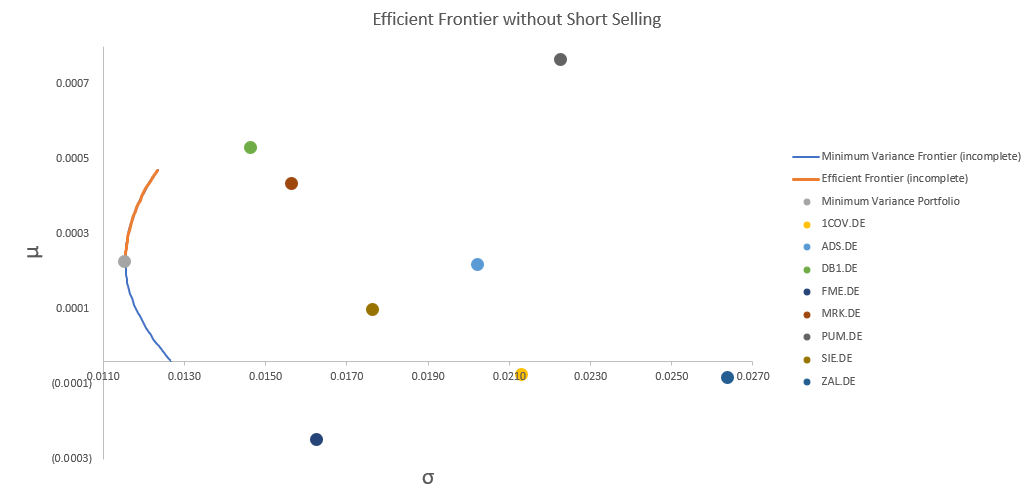 Efficient Frontier without Short Selling
0.0007
0.0005
0.0003
0.0001
(0.0001)
(0.0003)
μ
0.0110
0.0130
0.0150
0.0170
0.0190
0.0210
0.0230
0.0250
0.0270
σ
Minimum Variance Frontier (incomplete)
Efficient Frontier (incomplete)
Minimum Variance Portfolio
1COV.DE
ADS.DE
DB1.DE
FME.DE
MRK.DE
PUM.DE
SIE.DE
ZAL.DE